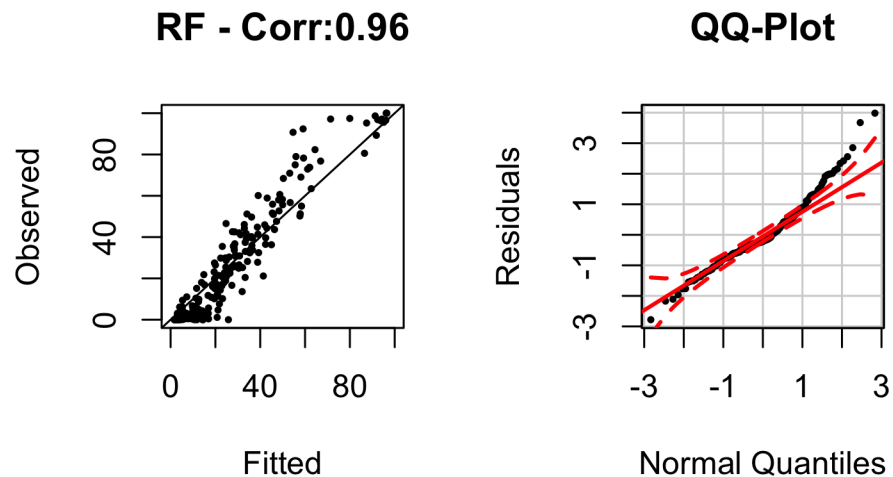 RF - Corr:0.96
Observed
0
40
80
0
40
80
Fitted
QQ-Plot
Residuals
-3
-1
1
3
-3
-1
1
3
Normal Quantiles